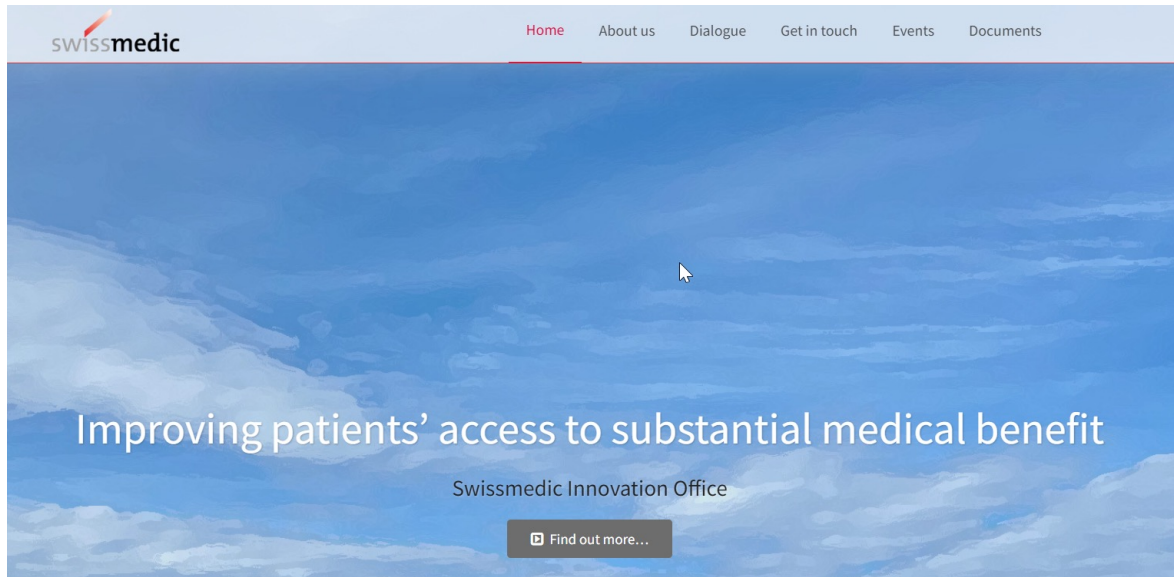 swissmedic
Home About us Dialogue Get in touch Events Documents
Improving patients’ access to substantial medical benefit
Swissmedic Innovation Office
Find out more…